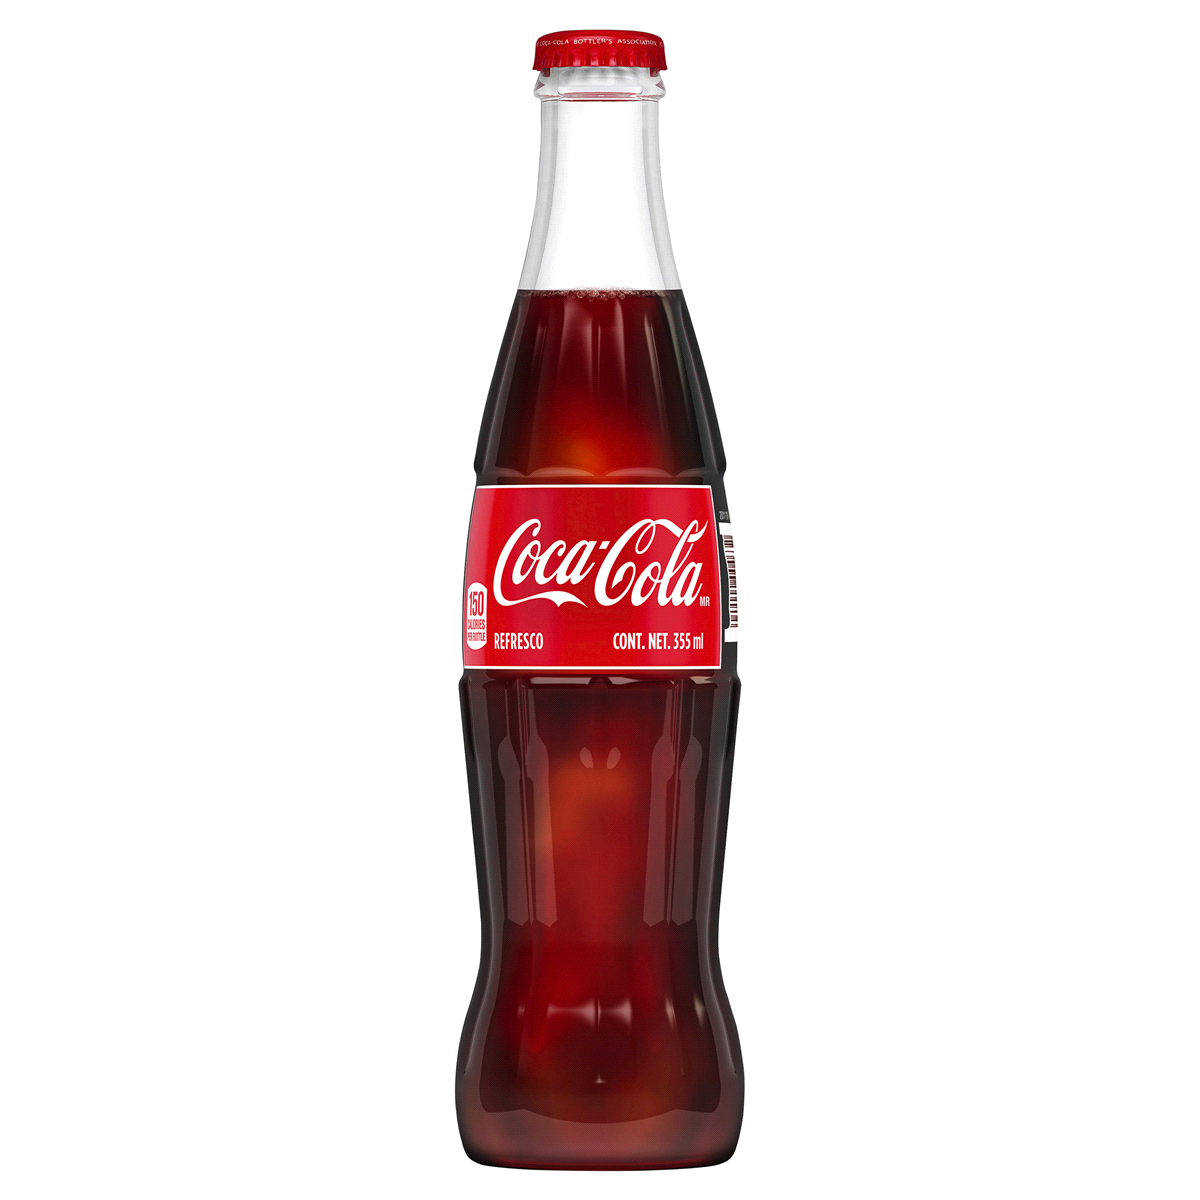 COCA-COLA BOTTLER'S ASSOCIATION,
Coca-Cola MR
150
CALORIES
PER BOTTLE
REFRESCO
CONT. NET. 355 ml